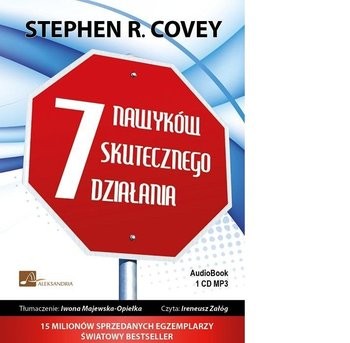 STEPHEN R. COVEY
7 NAWYKÓW
SKUTECZNEGO
DZIAŁANIA
AudioBook
1 CD MP3
ALEKSANDRIA
Tłumaczenie: Iwona Majewska-Opiełka Czyta: Ireneusz Załóg
15 MILIONÓW SPRZEDANYCH EGZEMPLARZY
ŚWIATOWY BESTSELLER